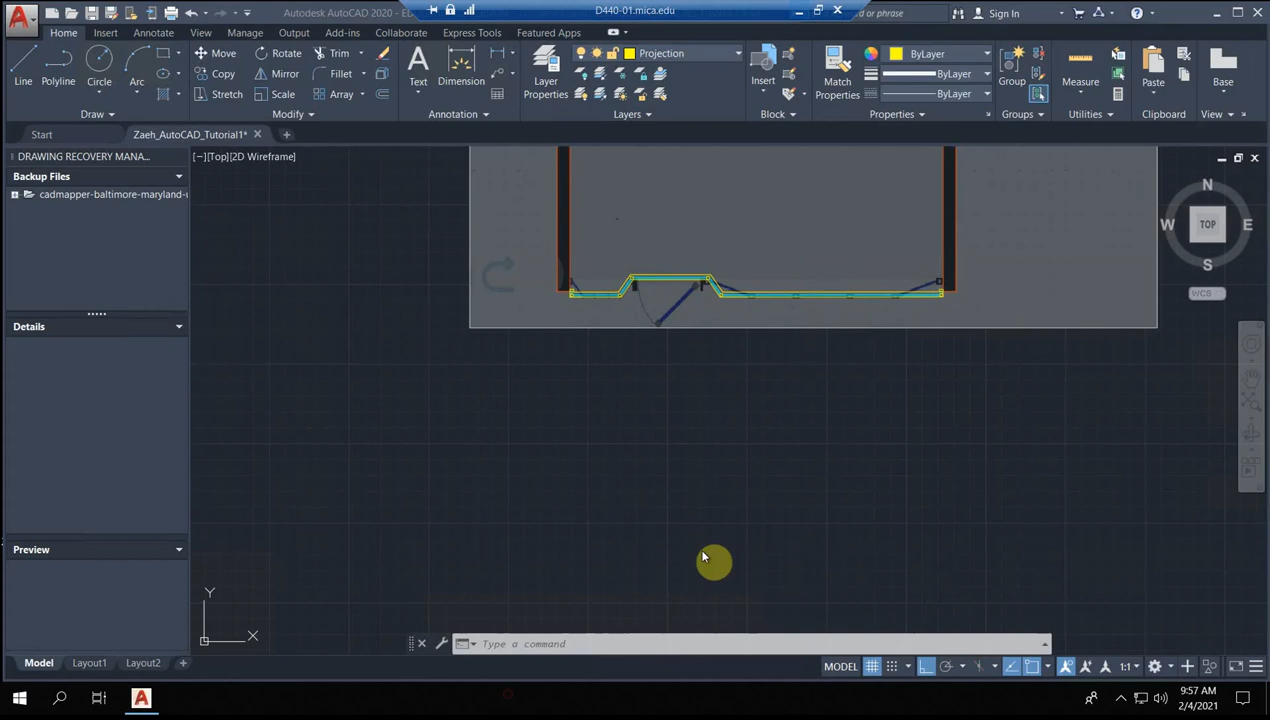 Autodesk AutoCAD 2020 - E
D440-01.mica.edu
or phrase
Sign In
Home
Insert
Annotate
View
Manage
Output
Add-ins
Collaborate
Express Tools
Featured Apps
Line
Polyline
Circle
Arc
Move
Rotate
Trim
Copy
Mirror
Fillet
Stretch
Scale
Array
Text
Dimension
Layer
Properties
Projection
Insert
Match
Properties
ByLayer
ByLayer
ByLayer
Group
Measure
Paste
Base
Draw
Modify
Annotation
Layers
Block
Properties
Groups
Utilities
Clipboard
View
Start
Zaeh_AutoCAD_Tutorial1*
DRAWING RECOVERY MANA...
[−][Top][2D Wireframe]
Backup Files
cadmapper-baltimore-maryland-u
N
W
TOP
E
S
WCS
Details
Preview
Y
X
Type a command
Model
Layout1
Layout2
MODEL
1:1
9:57 AM
2/4/2021